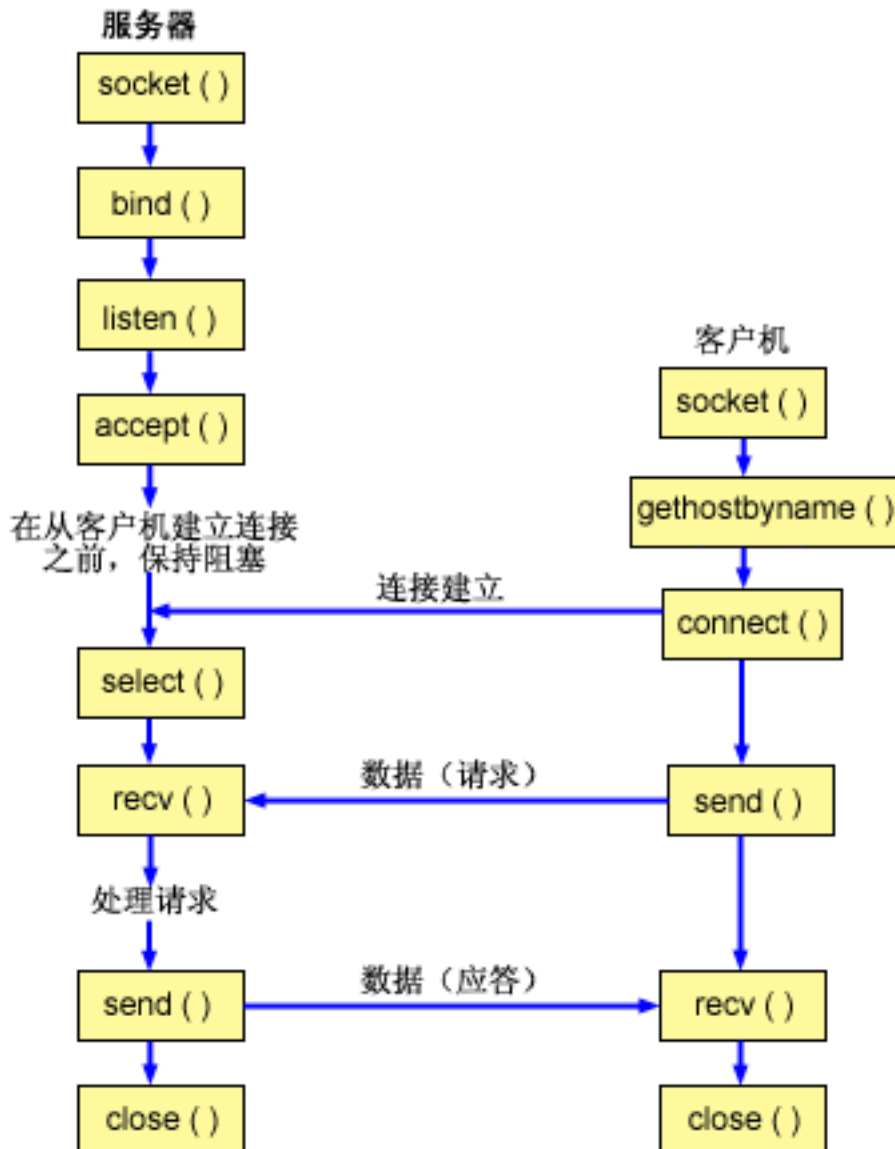 服务器
socket ( )
bind ( )
listen ( )
accept ( )
在从客户机建立连接
之前，保持阻塞
select ( )
recv ( )
处理请求
send ( )
close ( )
连接建立
数据（请求）
数据（应答）
客户机
socket ( )
gethostbyname ( )
connect ( )
send ( )
recv ( )
close ( )